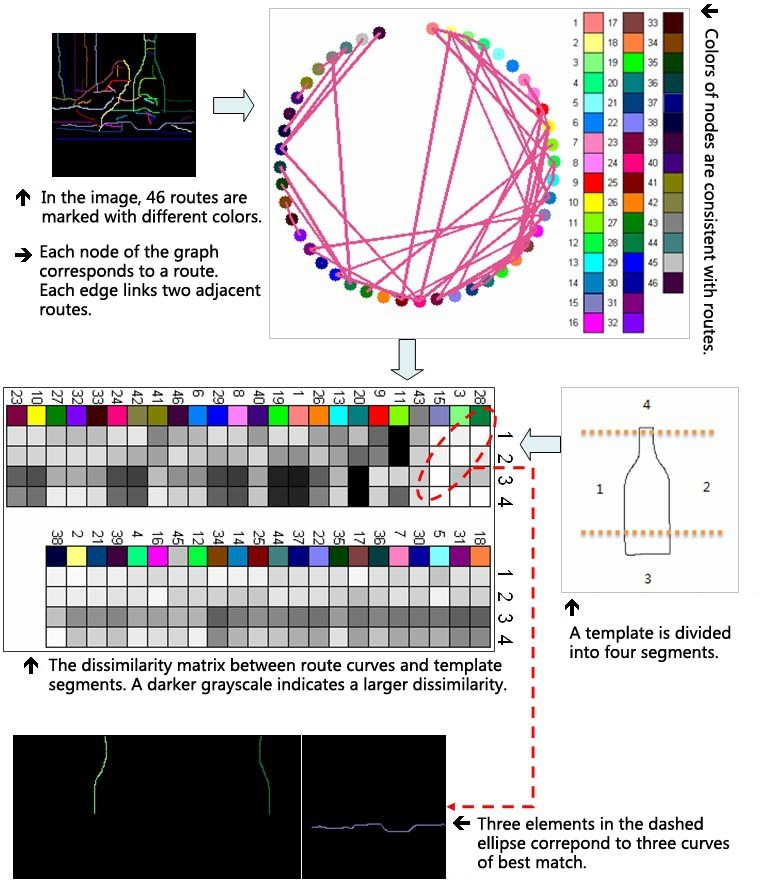 In the image, 46 routes are
marked with different colors.
Each node of the graph
corresponds to a route.
Each edge links two adjacent
routes.
1 17 33
2 18 34
3 19 35
4 20 36
5 21 37
6 22 38
7 23 39
8 24 40
9 25 41
10 26 42
11 27 43
12 28 44
13 29 45
14 30 46
15 31
16 32
Colors of nodes are consistent with routes.
23 10 27 32 33 24 42 41 46 6 29 8 40 19 1 26 13 20 9 11 43 15 3 28
1
2
3
4
38 2 21 39 4 16 45 12 34 14 25 44 37 22 35 17 36 7 30 5 31 18
1
2
3
4
4
1 2
3
A template is divided
into four segments.
The dissimilarity matrix between route curves and template
segments. A darker grayscale indicates a larger dissimilarity.
Three elements in the dashed
ellipse correpond to three curves
of best match.